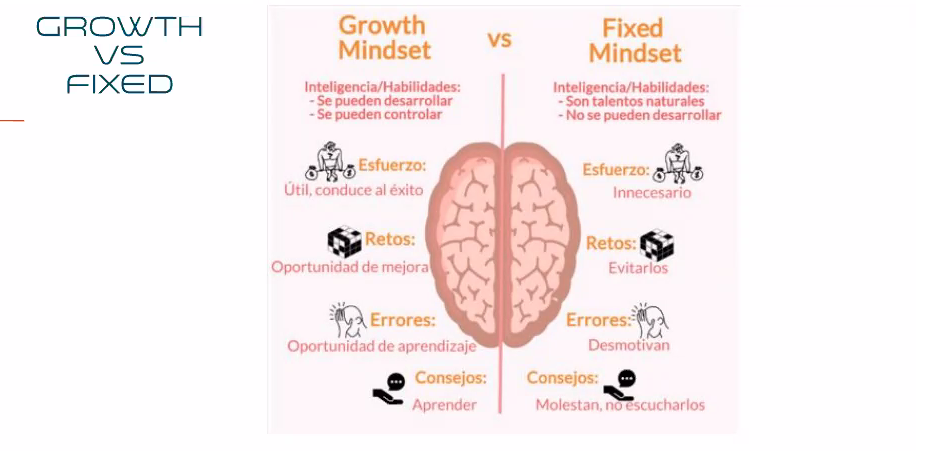 GROWTH
VS
FIXED
Growth
Mindset
vs
Fixed
Mindset
Inteligencia/Habilidades:
- Se pueden desarrollar
- Se pueden controlar
Inteligencia/Habilidades:
- Son talentos naturales
- No se pueden desarrollar
Esfuerzo:
Útil, conduce al éxito
Esfuerzo:
Innecesario
Retos:
Oportunidad de mejora
Retos:
Evitarlos
Errores:
Oportunidad de aprendizaje
Errores:
Desmotivan
Consejos:
Aprender
Consejos:
Molestan, no escucharlos